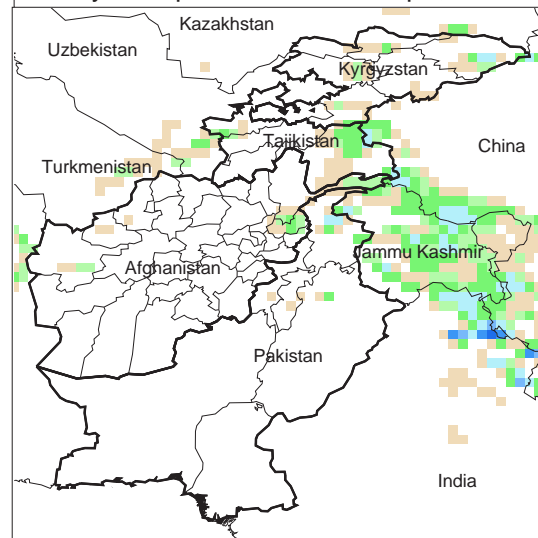 Kazakhstan
Uzbekistan
Kyrgyzstan
Tajikistan
China
Turkmenistan
Jammu Kashmir
Afghanistan
Pakistan
India